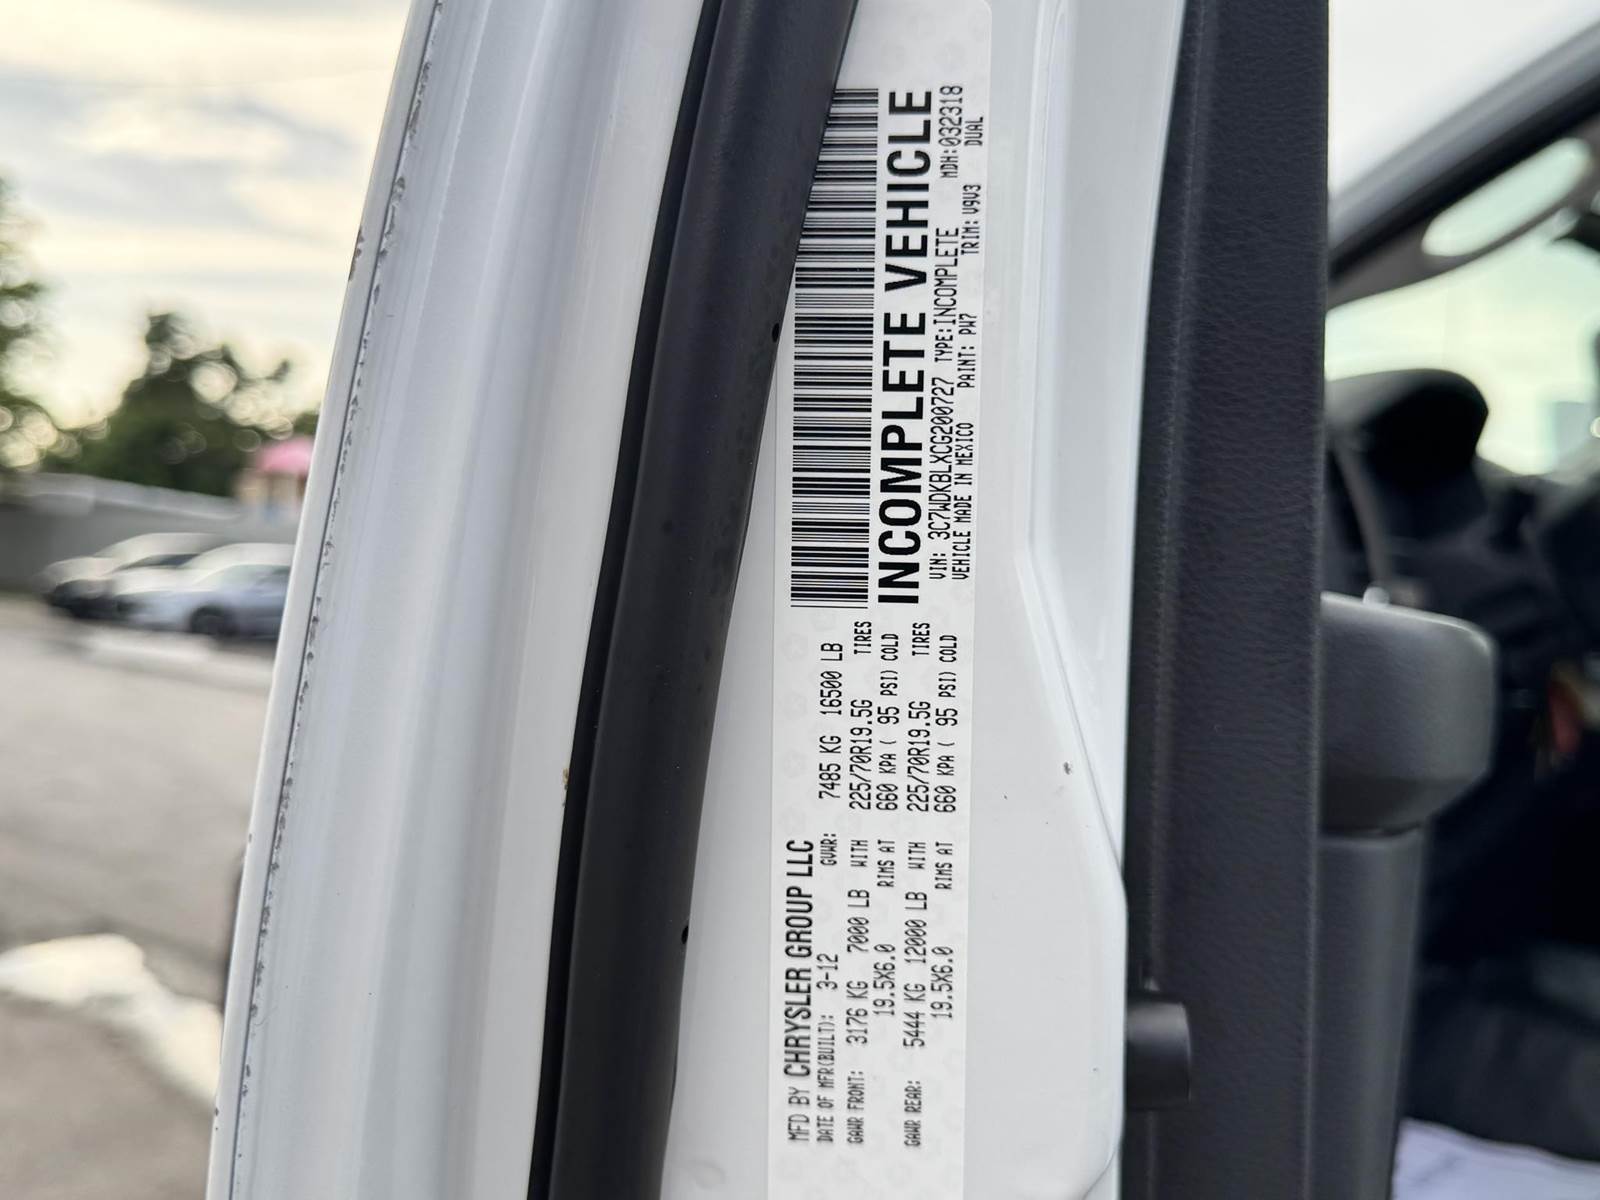 MFD BY CHRYSLER GROUP LLC
DATE OF MFR(BUILT): 3-12 GVWR: 7485 KG 16500 LB
GAWR FRONT: 3176 KG 7000 LB WITH 225/70R19.5G TIRES
19.5X6.0 RIMS AT 660 KPA ( 95 PSI) COLD
GAWR REAR: 5444 KG 12000 LB WITH 225/70R19.5G TIRES
19.5X6.0 RIMS AT 660 KPA ( 95 PSI) COLD
INCOMPLETE VEHICLE
VIN: 3C7WDKBLXCG200727 TYPE:INCOMPLETE MDH:032318
VEHICLE MADE IN MEXICO PAINT: PW7 TRIM: V9V3 DUAL